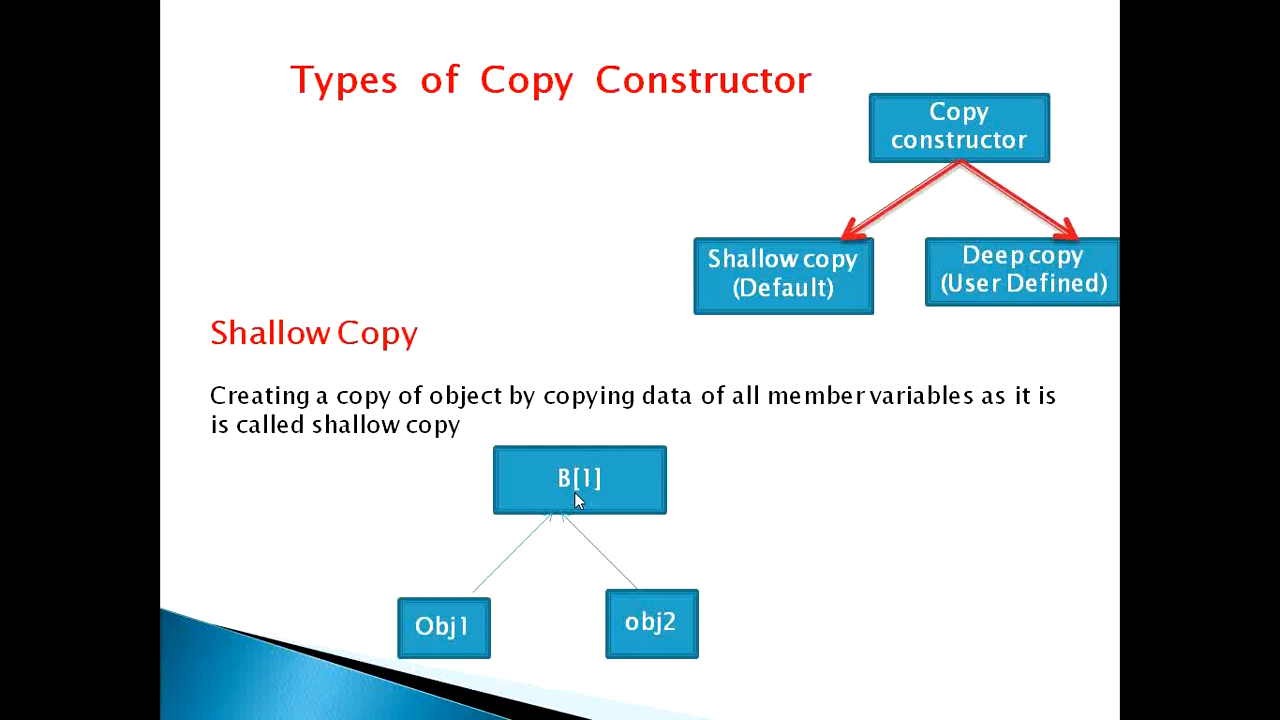 Types of Copy Constructor
Copy
constructor
Shallow copy
(Default)
Deep copy
(User Defined)
Shallow Copy
Creating a copy of object by copying data of all member variables as it is
is called shallow copy
B[1]
Obj1
obj2